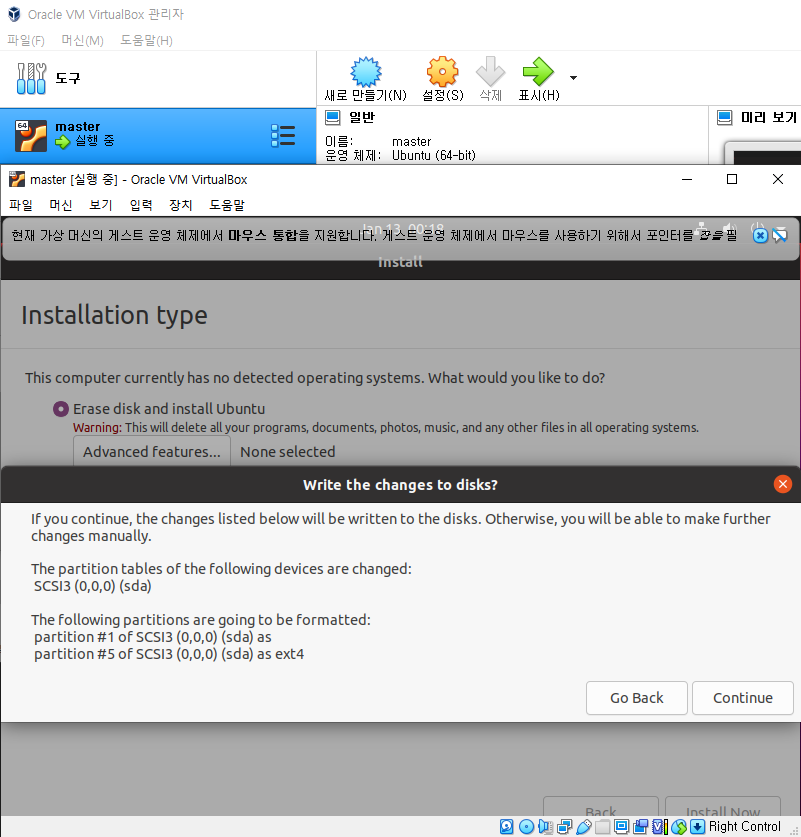 Oracle VM VirtualBox 관리자
파일(F) 머신(M) 도움말(H)
도구
새로 만들기(N) 설정(S) 삭제 표시(H)
64
master
실행 중
일반
미리 보기
이름: master
운영 체제: Ubuntu (64-bit)
master [실행 중] - Oracle VM VirtualBox
파일 머신 보기 입력 장치 도움말
Jan 13 00:18
현재 가상 머신의 게스트 운영 체제에서 마우스 통합을 지원합니다. 게스트 운영 체제에서 마우스를 사용하기 위해서 포인터를 잡을 필
Install
Installation type
This computer currently has no detected operating systems. What would you like to do?
Erase disk and install Ubuntu
Warning: This will delete all your programs, documents, photos, music, and any other files in all operating systems.
Advanced features... None selected
Write the changes to disks?
If you continue, the changes listed below will be written to the disks. Otherwise, you will be able to make further
changes manually.
The partition tables of the following devices are changed:
SCSI3 (0,0,0) (sda)
The following partitions are going to be formatted:
partition #1 of SCSI3 (0,0,0) (sda) as
partition #5 of SCSI3 (0,0,0) (sda) as ext4
Go Back Continue
Back Install Now
Right Control